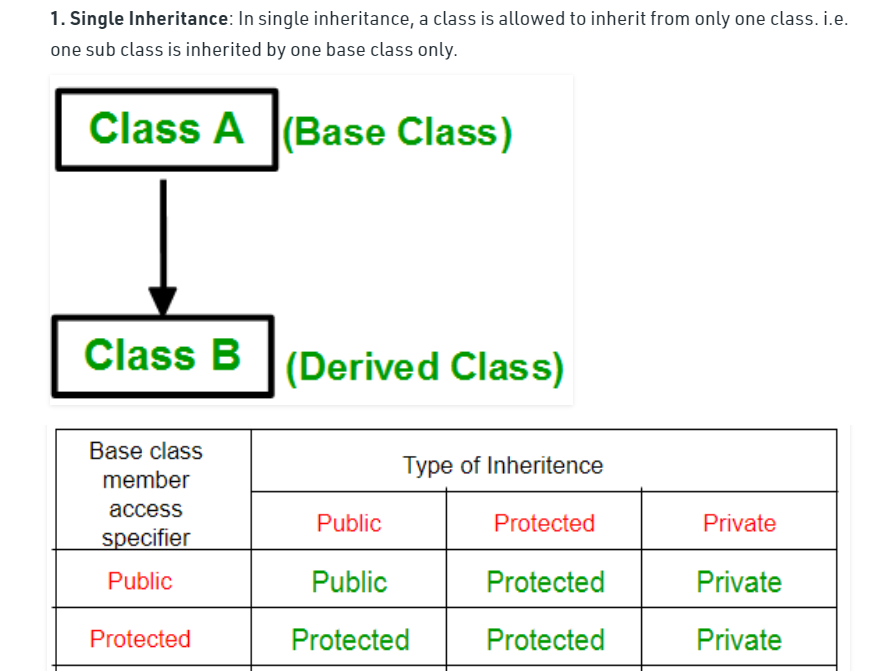 1. Single Inheritance: In single inheritance, a class is allowed to inherit from only one class. i.e.
one sub class is inherited by one base class only.
Class A (Base Class)
Class B (Derived Class)
Base class
member
access
specifier
Type of Inheritence
Public Protected Private
Public Public Protected Private
Protected Protected Protected Private